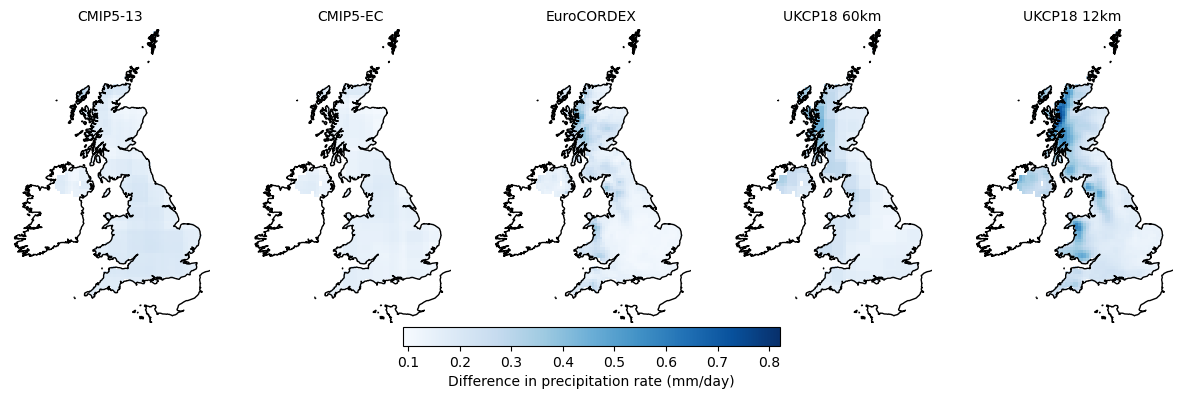 CMIP5-13 CMIP5-EC EuroCORDEX UKCP18 60km UKCP18 12km
0.1 0.2 0.3 0.4 0.5 0.6 0.7 0.8
Difference in precipitation rate (mm/day)